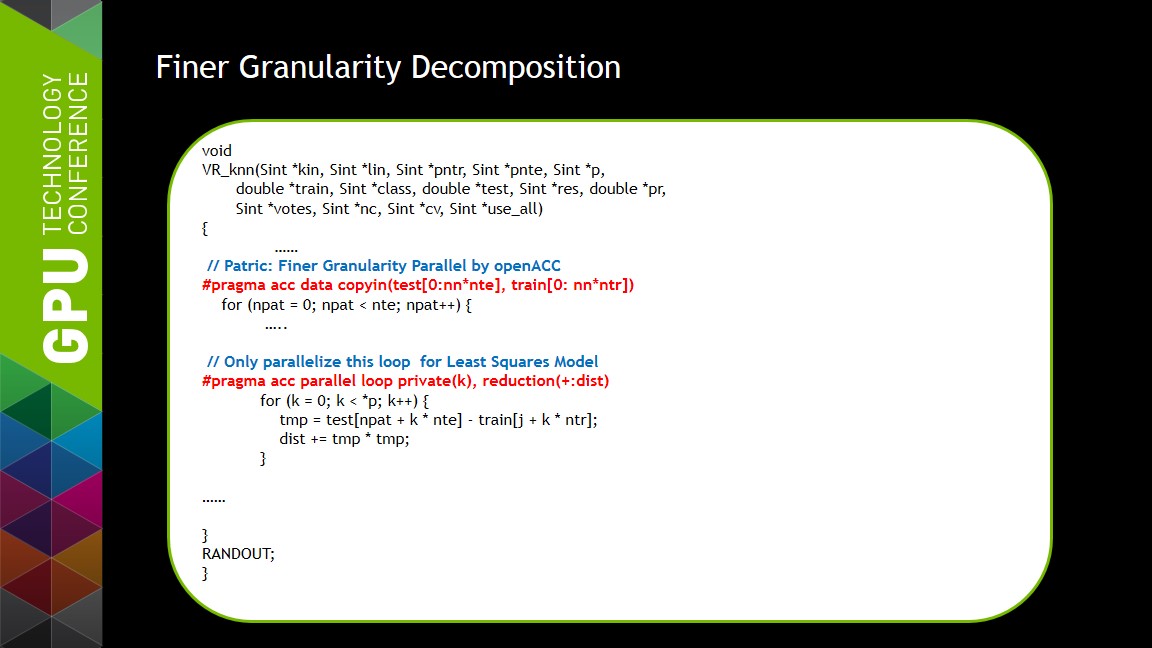 GPU TECHNOLOGY
CONFERENCE
Finer Granularity Decomposition
void
VR_knn(Sint *kin, Sint *lin, Sint *pntr, Sint *pnte, Sint *p,
double *train, Sint *class, double *test, Sint *res, double *pr,
Sint *votes, Sint *nc, Sint *cv, Sint *use_all)
{
......
// Patric: Finer Granularity Parallel by openACC
#pragma acc data copyin(test[0:nn*nte], train[0: nn*ntr])
for (npat = 0; npat < nte; npat++) {
.....
// Only parallelize this loop  for Least Squares Model
#pragma acc parallel loop private(k), reduction(+:dist)
for (k = 0; k < *p; k++) {
tmp = test[npat + k * nte] - train[j + k * ntr];
dist += tmp * tmp;
}
......
}
RANDOUT;
}